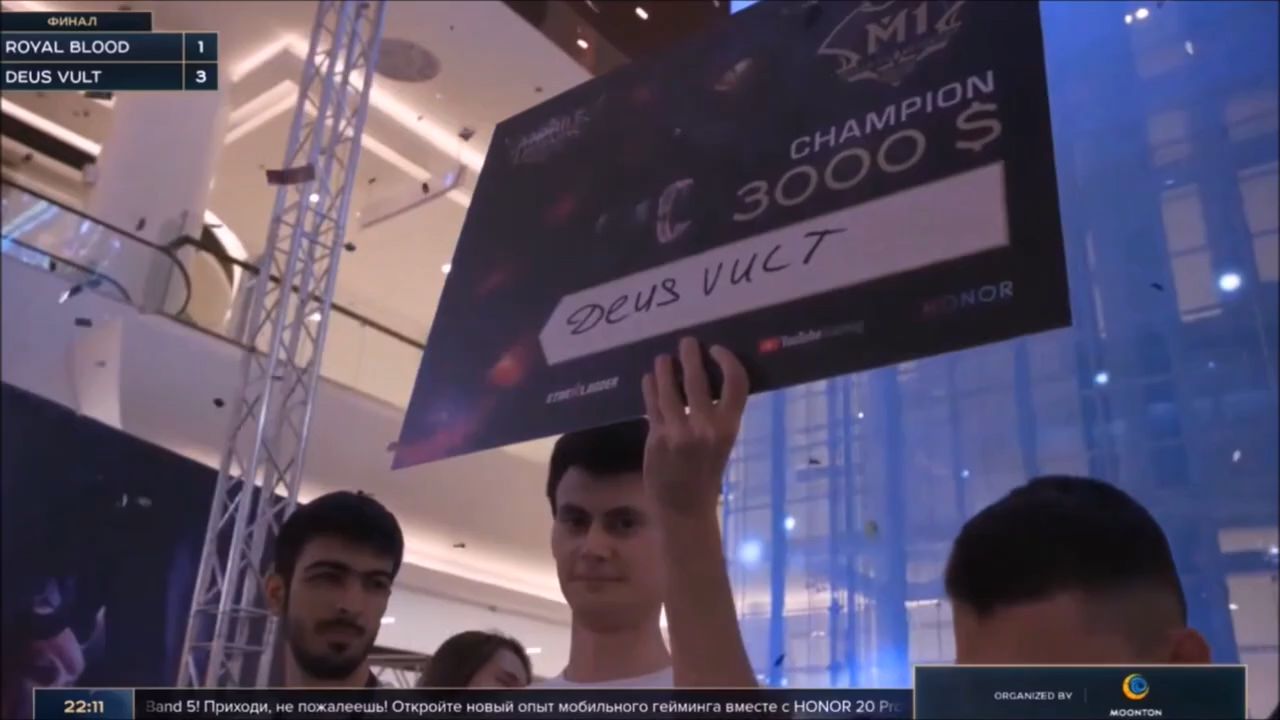 ФИНАЛ
ROYAL BLOOD 1
DEUS VULT 3
M1
CHAMPION
3000 $
DEUS VULT
YouTube
HONOR
22:11
Band 5! Приходи, не пожалеешь! Откройте новый опыт мобильного гейминга вместе с HONOR 20 Pro
ORGANIZED BY
MOONTON